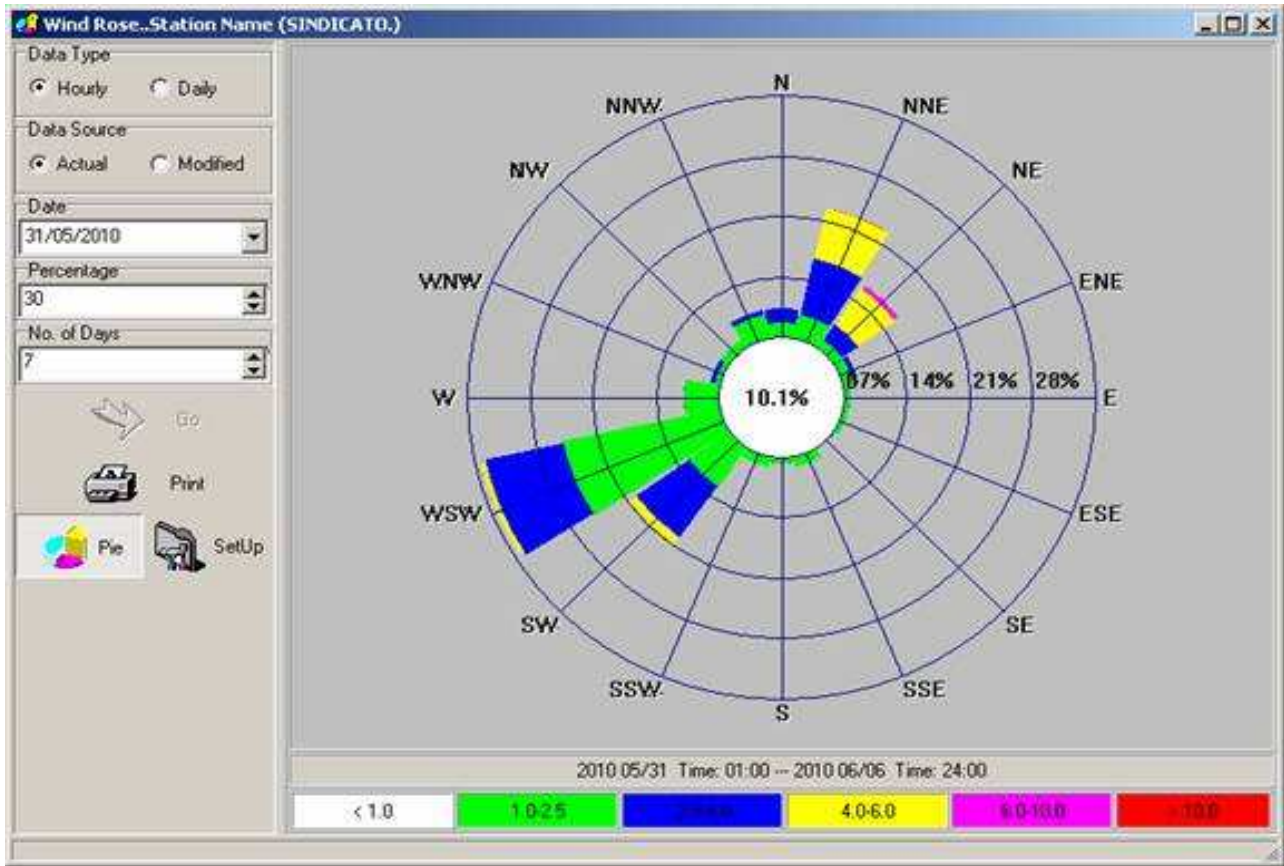 Wind Rose..Station Name (SINDICATO.)
Data Type
Hourly Daily
Data Source
Actual Modified
Date
31/05/2010
Percentage
30
No. of Days
7
Go
Print
Pie SetUp
N
NNW NNE
NW NE
WNW ENE
10.1% 07% 14% 21% 28%
W E
WSW ESE
SW SE
SSW SSE
S
2010 05/31 Time: 01:00 --- 2010 06/06 Time: 24:00
< 1.0 1.0-2.5 4.0-6.0 6.0-10.0 > 10.0